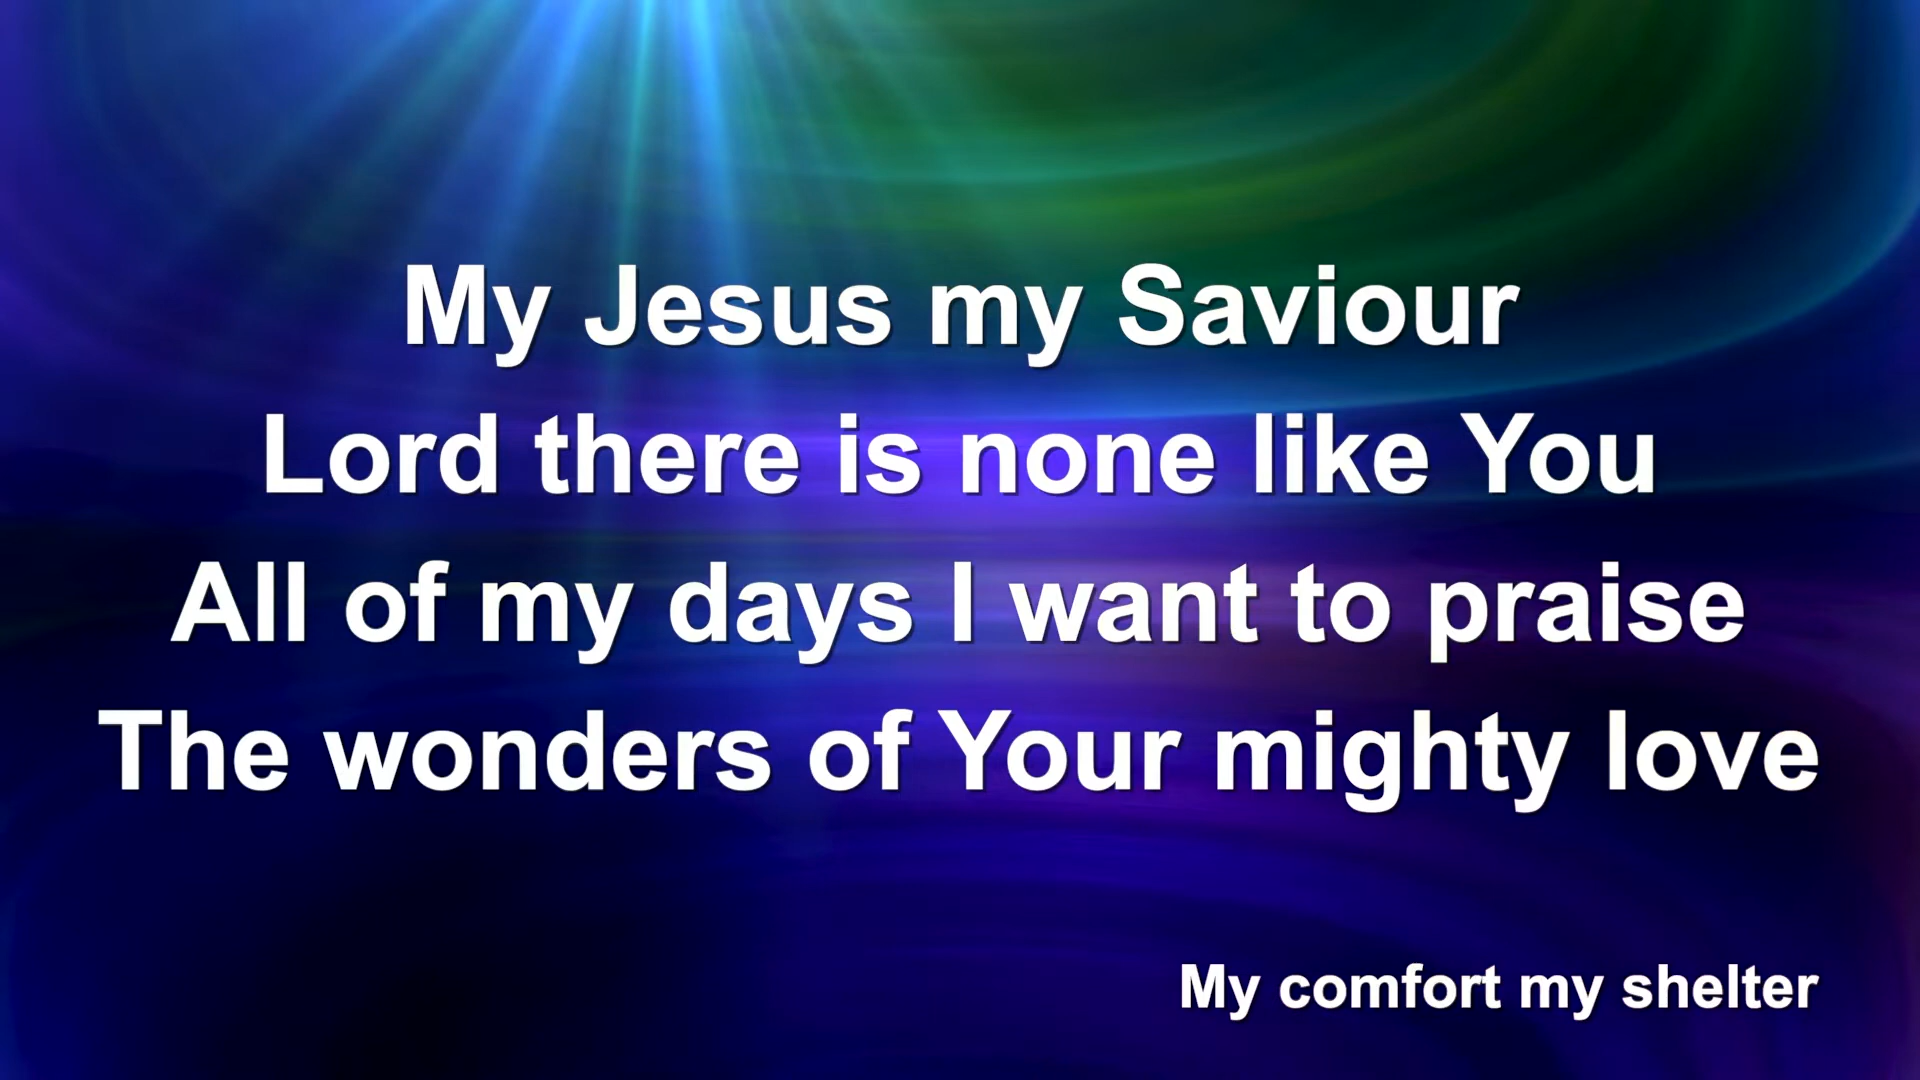 My Jesus my Saviour
Lord there is none like You
All of my days I want to praise
The wonders of Your mighty love
My comfort my shelter